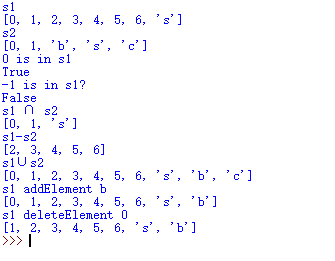 s1
[0, 1, 2, 3, 4, 5, 6, 's']
s2
[0, 1, 'b', 's', 'c']
0 is in s1
True
-1 is in s1?
False
s1 ∩ s2
[0, 1, 's']
s1-s2
[2, 3, 4, 5, 6]
s1∪s2
[0, 1, 2, 3, 4, 5, 6, 's', 'b', 'c']
s1 addElement b
[0, 1, 2, 3, 4, 5, 6, 's', 'b']
s1 deleteElement 0
[1, 2, 3, 4, 5, 6, 's', 'b']
>>>